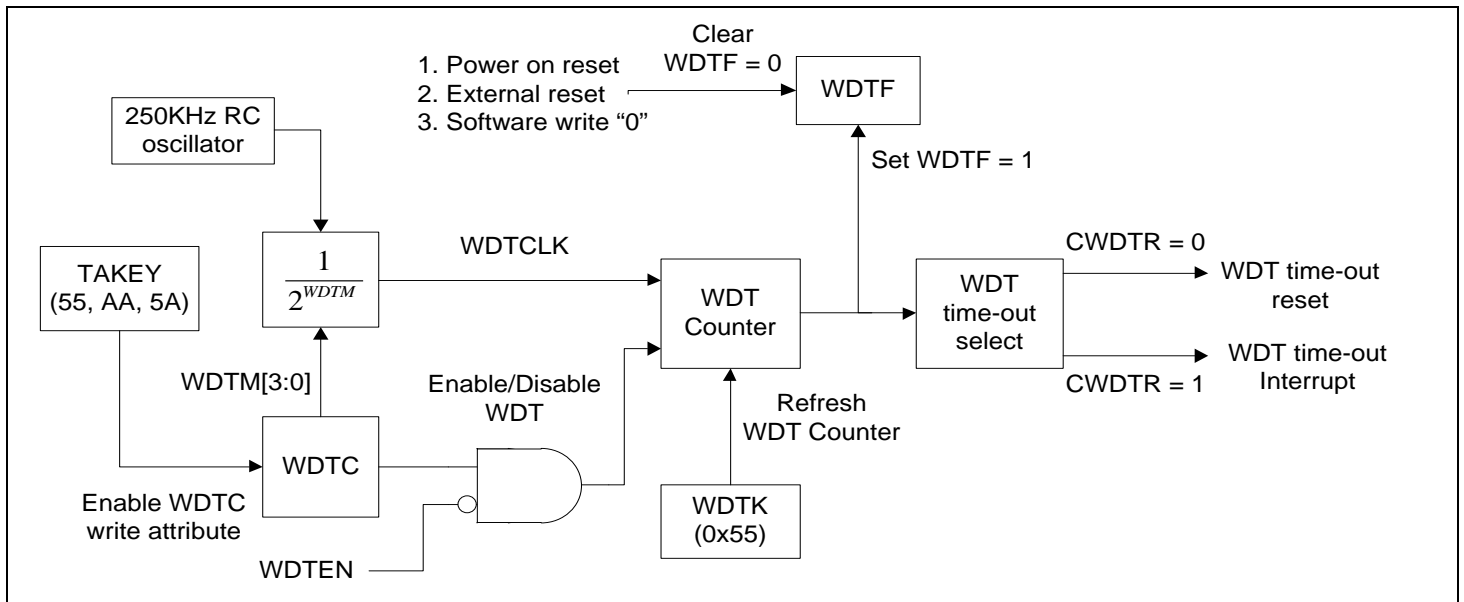 Clear
WDTF = 0
1. Power on reset
2. External reset
3. Software write “0”
WDTF
250KHz RC
oscillator
Set WDTF = 1
TAKEY
(55, AA, 5A)
1
2^WDTM
WDTCLK
WDT
Counter
WDT
time-out
select
CWDTR = 0
WDT time-out
reset
WDT time-out
Interrupt
CWDTR = 1
WDTM[3:0]
Enable/Disable
WDT
Refresh
WDT Counter
WDTC
Enable WDTC
write attribute
WDTK
(0x55)
WDTEN